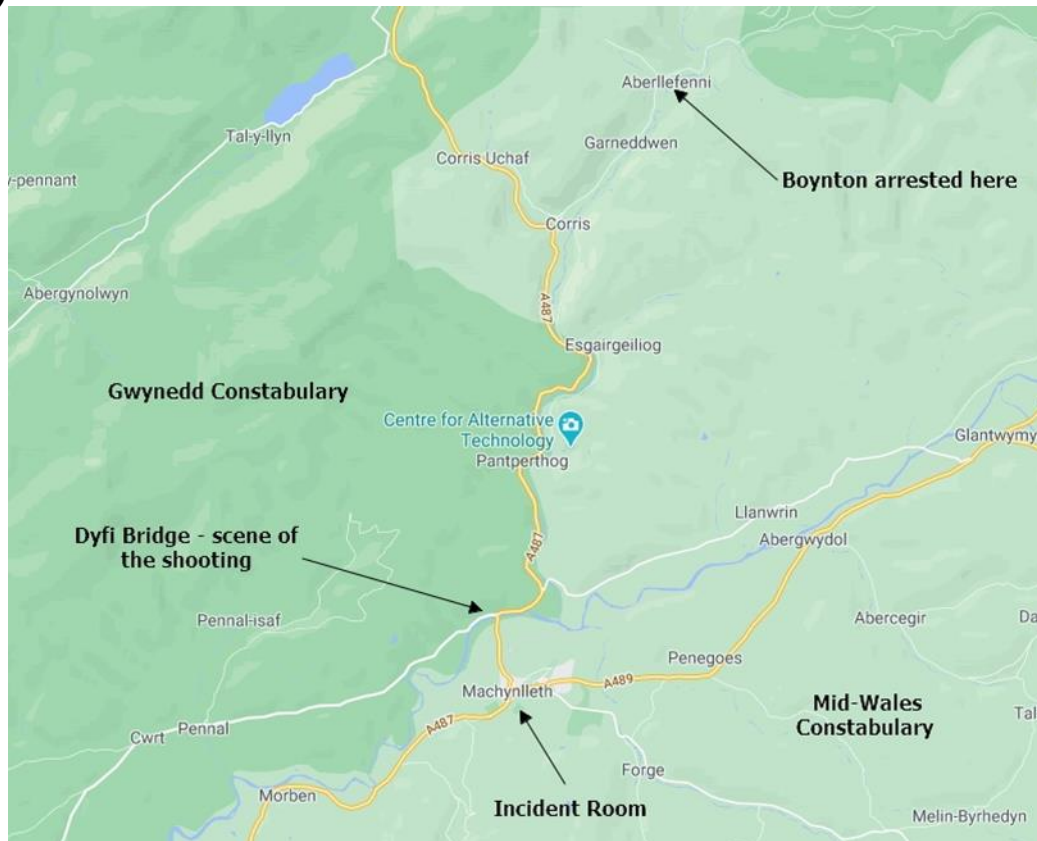 Aberllefenni
Tal-y-llyn
Garneddwen
Corris Uchaf
y-pennant
Boynton arrested here
Corris
Abergynolwyn
A487
Esgairgeiliog
Gwynedd Constabulary
Centre for Alternative
Technology
Pantperthog
Glantwymy
Llanwrin
Dyfi Bridge - scene of
the shooting
Abergwydol
A487
Pennal-isaf
Abercegir
Da
Penegoes
A489
Machynlleth
Mid-Wales
Constabulary
Tal
Pennal
A487
Cwrt
Forge
Morben
Incident Room
Melin-Byrhedyn